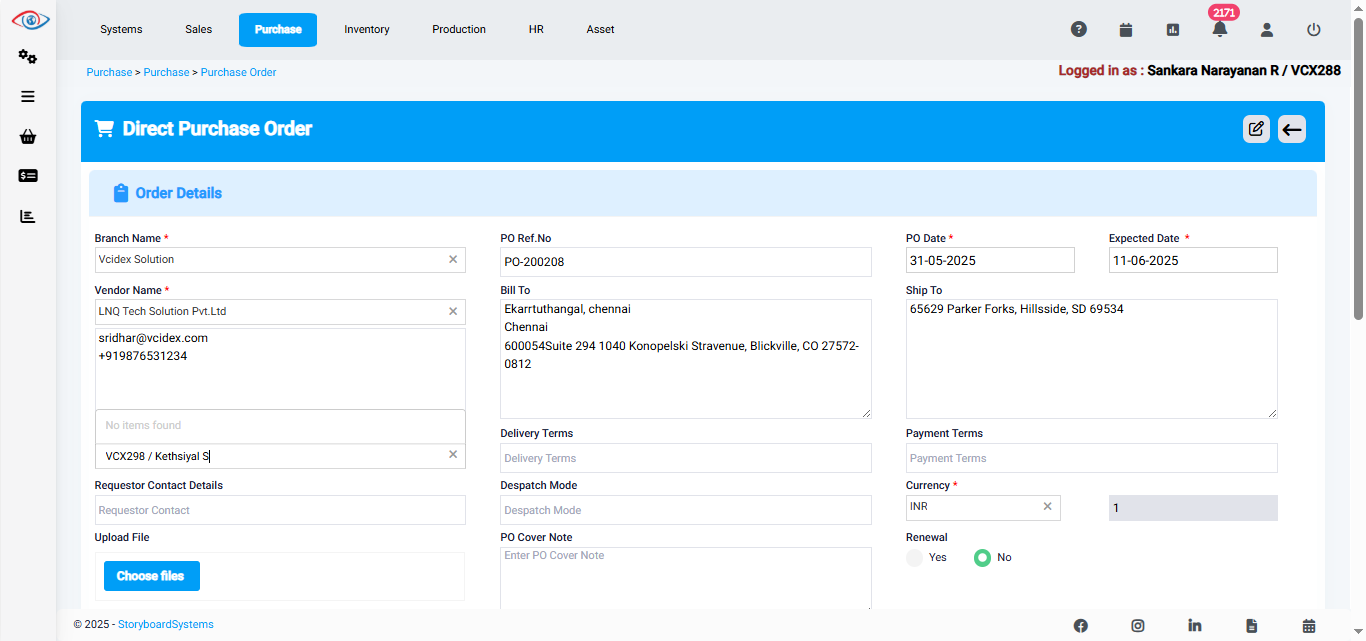 Systems Sales Purchase Inventory Production HR Asset 2171
Purchase > Purchase > Purchase Order
Logged in as : Sankara Narayanan R / VCX288
Direct Purchase Order
Order Details
Branch Name *
Vcidex Solution
PO Ref.No
PO-200208
PO Date *
31-05-2025
Expected Date *
11-06-2025
Vendor Name *
LNQ Tech Solution Pvt.Ltd
sridhar@vcidex.com
+919876531234
Bill To
Ekarrtuthangal, chennai
Chennai
600054Suite 294 1040 Konopelski Stravenue, Blickville, CO 27572-
0812
Ship To
65629 Parker Forks, Hillsside, SD 69534
No items found
VCX298 / Kethsiyal S
Delivery Terms
Delivery Terms
Payment Terms
Payment Terms
Requestor Contact Details
Requestor Contact
Despatch Mode
Despatch Mode
Currency *
INR
1
Upload File
Choose files
PO Cover Note
Enter PO Cover Note
Renewal
Yes No
© 2025 - StoryboardSystems